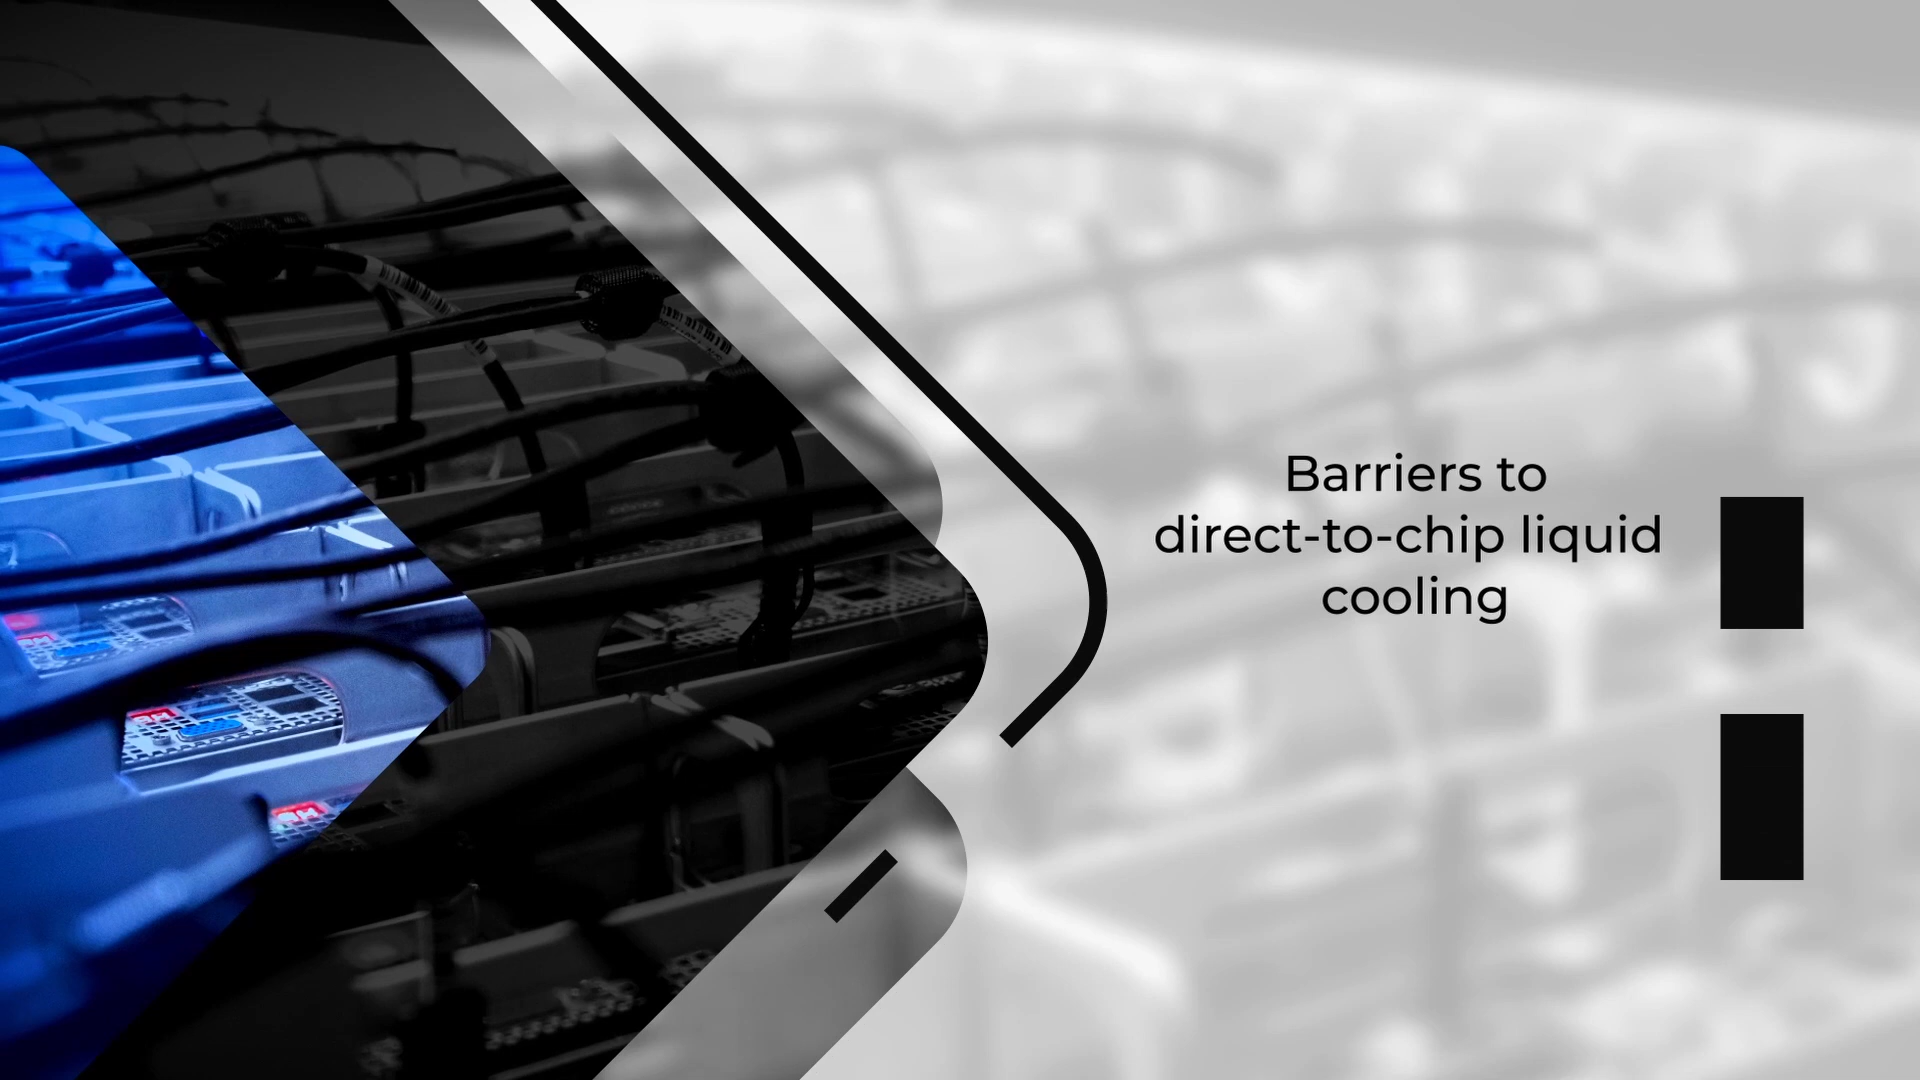 Barriers to
direct-to-chip liquid
cooling